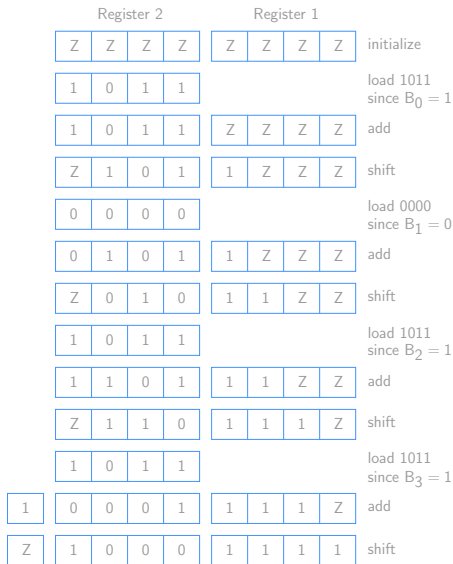 Register 2 Register 1
Z Z Z Z Z Z Z Z initialize
1 0 1 1 load 1011
since B0 = 1
1 0 1 1 Z Z Z Z add
Z 1 0 1 1 Z Z Z shift
0 0 0 0 load 0000
since B1 = 0
0 1 0 1 1 Z Z Z add
Z 0 1 0 1 1 Z Z shift
1 0 1 1 load 1011
since B2 = 1
1 1 0 1 1 1 Z Z add
Z 1 1 0 1 1 1 Z shift
1 0 1 1 load 1011
since B3 = 1
1 0 0 0 1 1 1 1 Z add
Z 1 0 0 0 1 1 1 1 shift